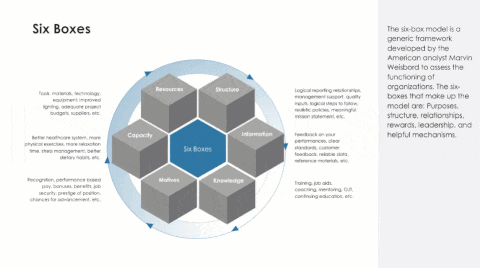 Six Boxes
The six-box model is a
generic framework
developed by the
American analyst Marvin
Weisbord to assess the
functioning of
organizations. The six-
boxes that make up the
model are: Purposes,
structure, relationships,
rewards, leadership, and
helpful mechanisms.
Resources
Structure
Tools, materials, technology,
equipment improved
lighting, adequate project
budgets, suppliers, etc.
Logical reporting relationships,
management support, quality
inputs, logical steps to follow,
realistic policies, meaningful
mission statement, etc.
Capacity
Information
Six Boxes
Better healthcare system, more
physical exercises, more relaxation
time, stress management, better
dietary habits, etc.
Feedback on your
performances, clear
standards, customer
feedback, reliable data,
reference materials, etc.
Motives
Knowledge
Recognition, performance based
pay, bonuses, benefits, job
security, prestige of position,
chances for advancement, etc.
Training, job aids,
coaching, mentoring, OJT,
continuing education, etc.